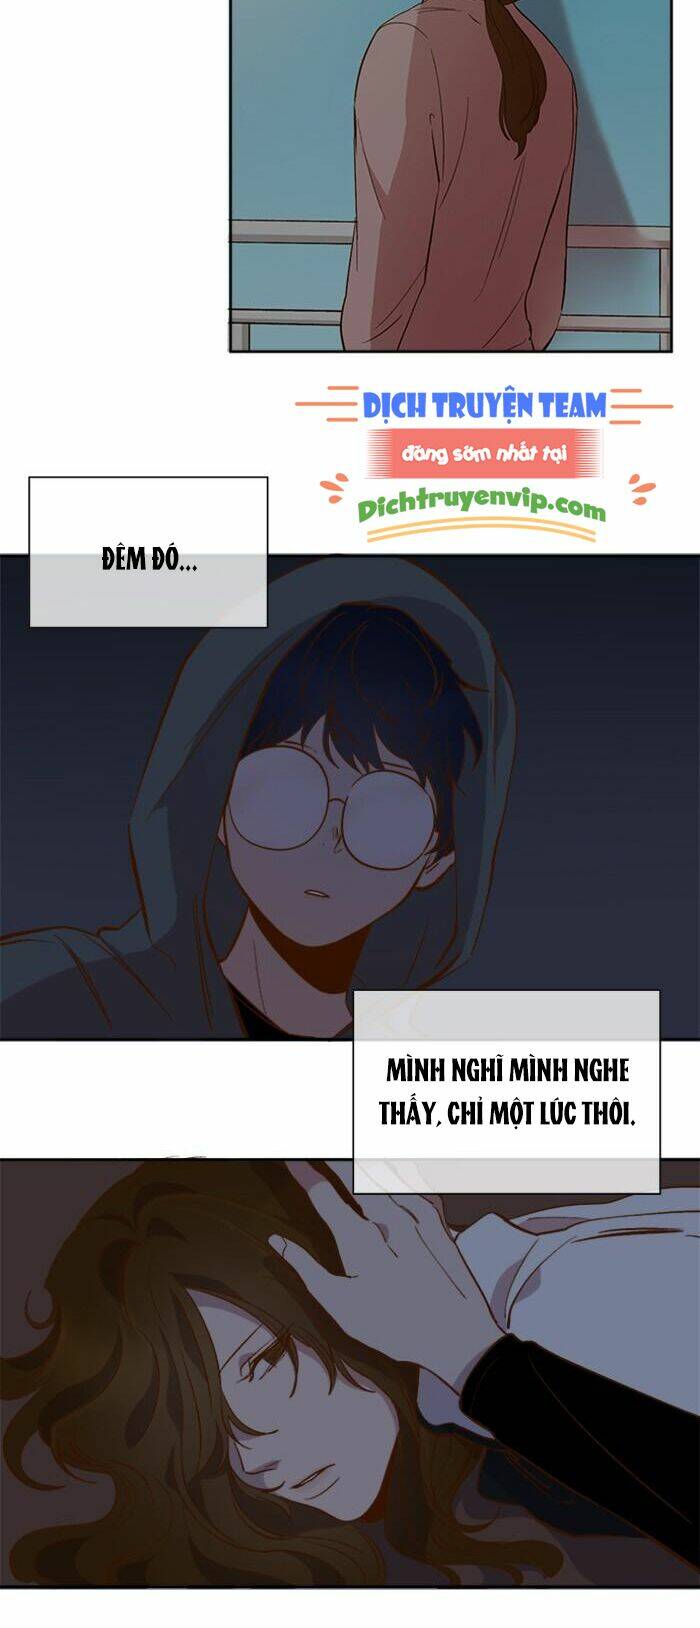 DỊCH TRUYỆN TEAM
đăng sớm nhất tại
Dichtruyenvip.com
ĐÊM ĐÓ...
MÌNH NGHĨ MÌNH NGHE
THẤY, CHỈ MỘT LÚC THÔI.